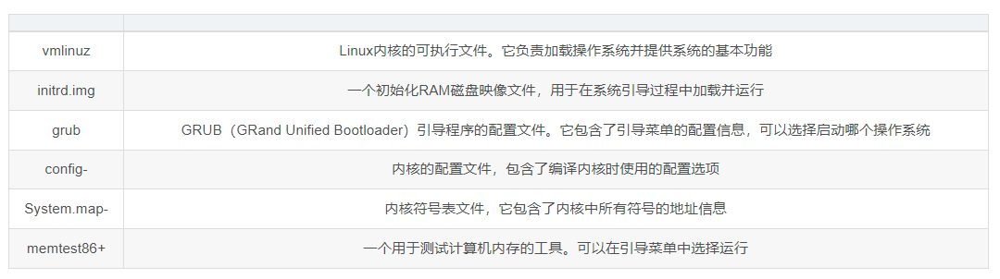 vmlinuz Linux内核的可执行文件。它负责加载操作系统并提供系统的基本功能
initrd.img 一个初始化RAM磁盘映像文件，用于在系统引导过程中加载并运行
grub GRUB（GRand Unified Bootloader）引导程序的配置文件。它包含了引导菜单的配置信息，可以选择启动哪个操作系统
config- 内核的配置文件，包含了编译内核时使用的配置选项
System.map- 内核符号表文件，它包含了内核中所有符号的地址信息
memtest86+ 一个用于测试计算机内存的工具。可以在引导菜单中选择运行